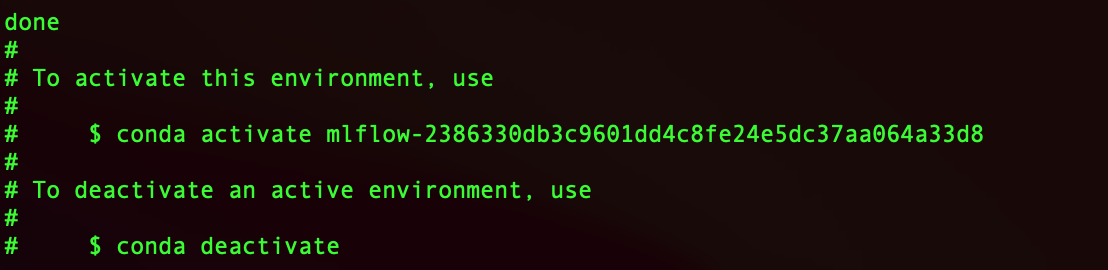 done
#
# To activate this environment, use
#
#     $ conda activate mlflow-2386330db3c9601dd4c8fe24e5dc37aa064a33d8
#
# To deactivate an active environment, use
#
#     $ conda deactivate